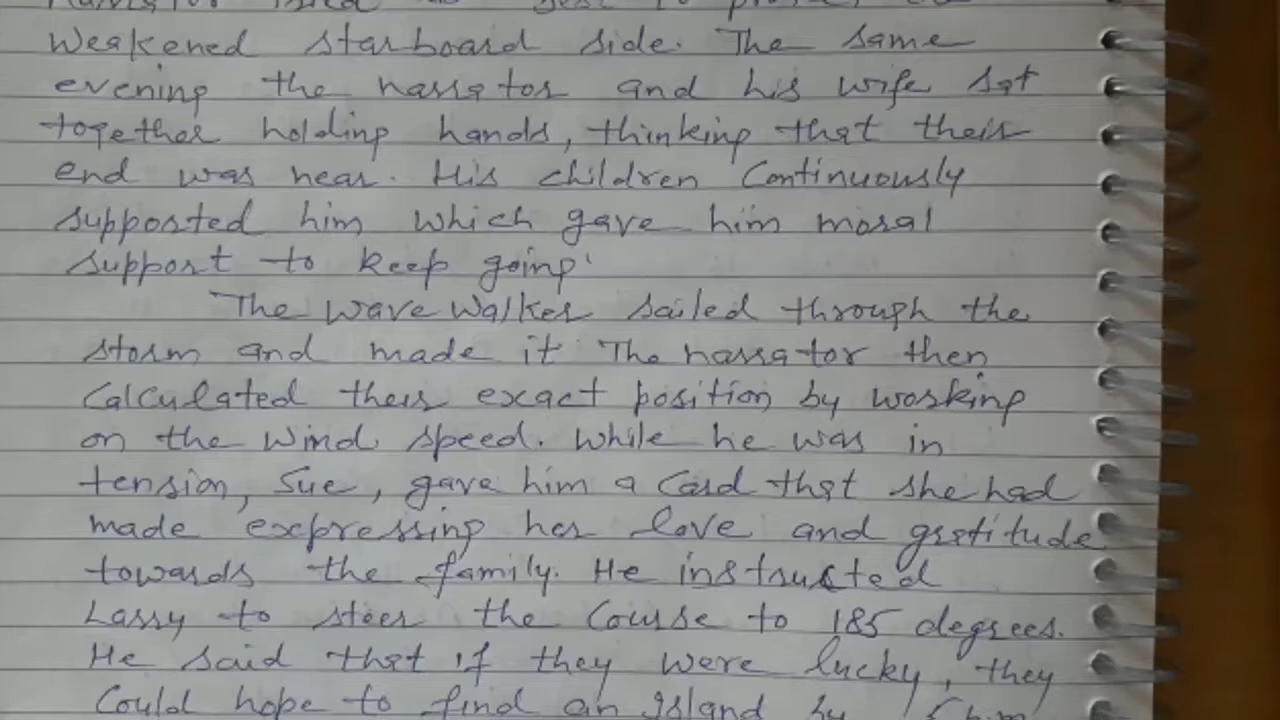 weakened starboard side. The same
evening the narrator and his wife sat
together holding hands, thinking that their
end was near. His children Continuously
supported him which gave him moral
support to keep going'
The Wave Walker sailed through the
storm and made it The narrator then
Calculated their exact position by working
on the Wind speed. While he was in
tension, Sue, gave him a Card that she had
made expressing her love and gratitude
towards the family. He instructed
Larry to steer the Course to 185 degrees.
He said that if they were lucky, they
Could hope to find an island by